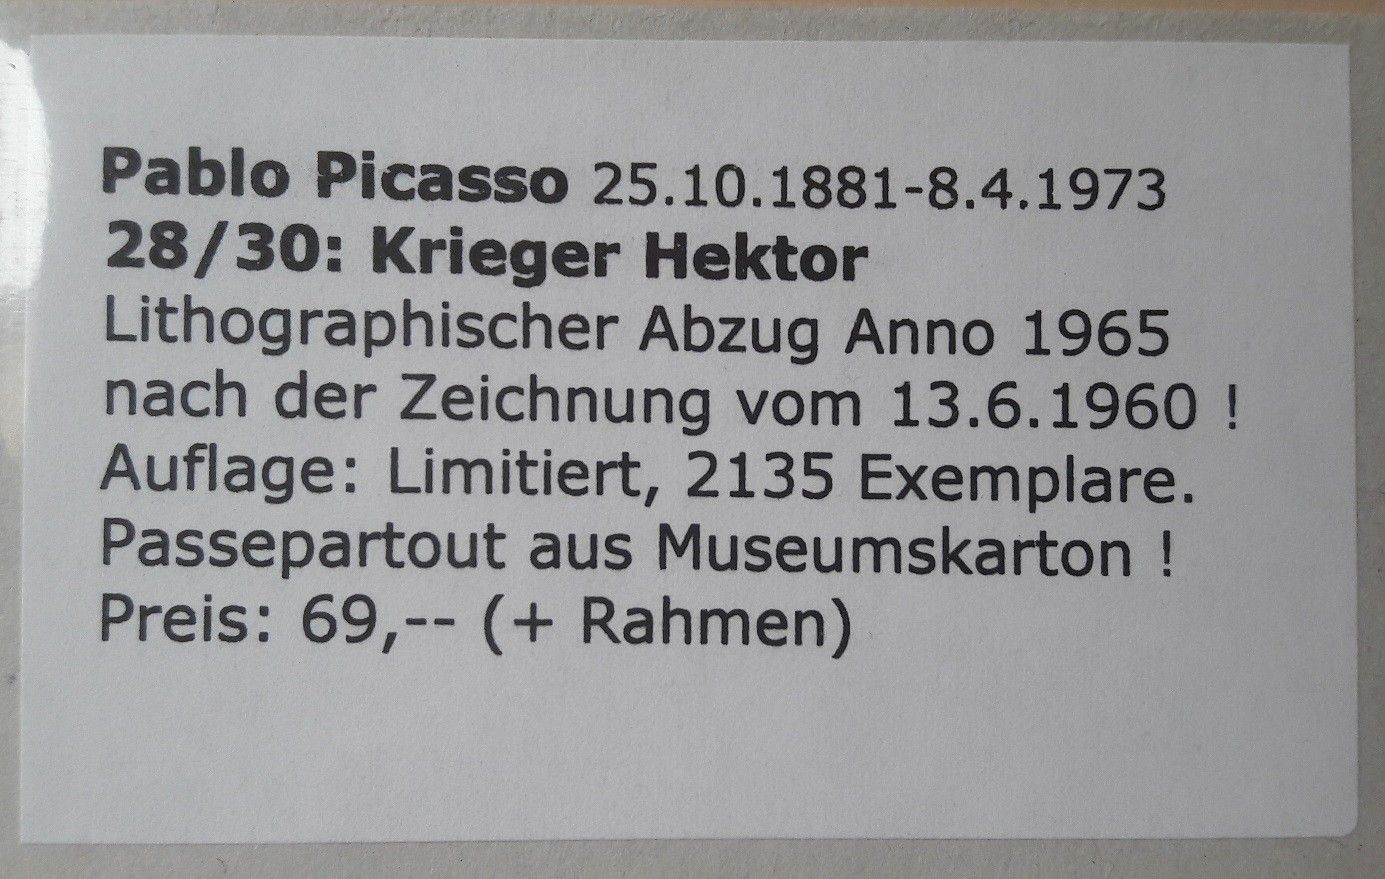 Pablo Picasso 25.10.1881-8.4.1973
28/30: Krieger Hektor
Lithographischer Abzug Anno 1965
nach der Zeichnung vom 13.6.1960 !
Auflage: Limitiert, 2135 Exemplare.
Passepartout aus Museumskarton !
Preis: 69,-- (+ Rahmen)